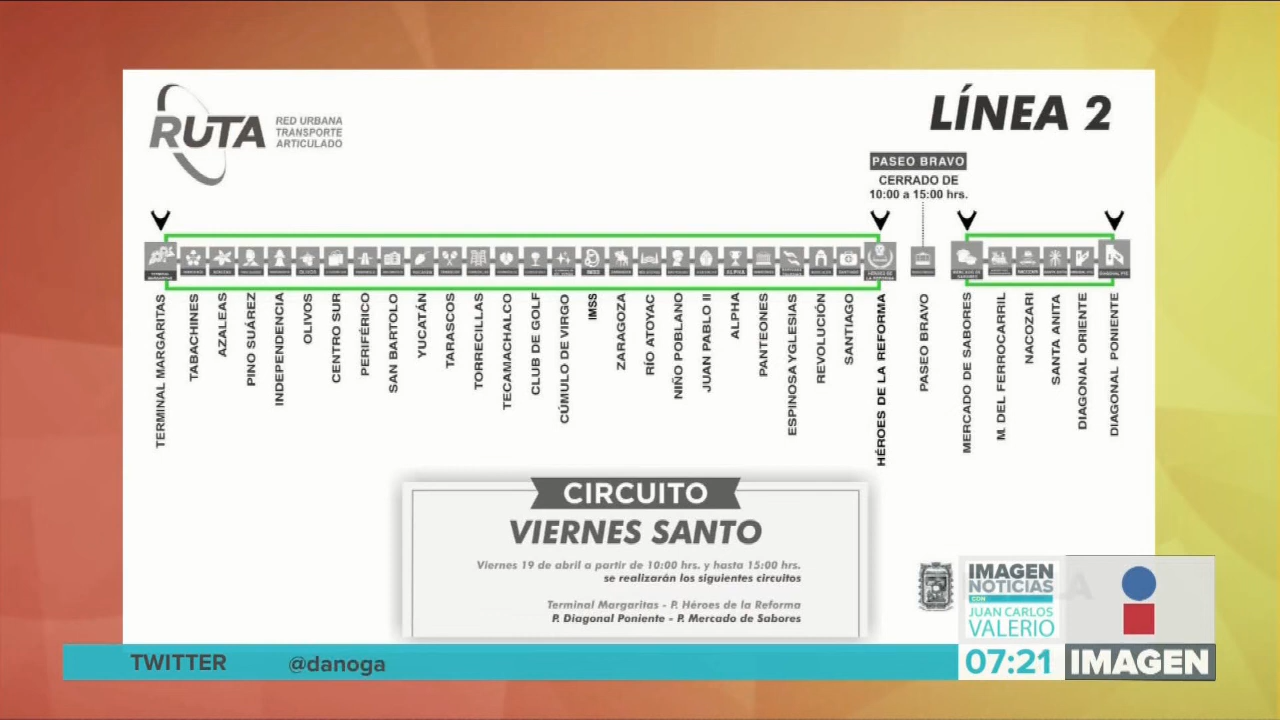 RUTA
RED URBANA
TRANSPORTE
ARTICULADO
LÍNEA 2
PASEO BRAVO
CERRADO DE
10:00 a 15:00 hrs.
TERMINAL MARGARITAS
TABACHINES
AZALEAS
PINO SUÁREZ
INDEPENDENCIA
OLIVOS
CENTRO SUR
PERIFÉRICO
SAN BARTOLO
YUCATÁN
TARASCOS
TORRECILLAS
TECAMACHALCO
CLUB DE GOLF
CÚMULO DE VIRGO
IMSS
ZARAGOZA
RÍO ATOYAC
NIÑO POBLANO
JUAN PABLO II
ALPHA
PANTEONES
ESPINOSA YGLESIAS
REVOLUCIÓN
SANTIAGO
HÉROES DE LA REFORMA
PASEO BRAVO
MERCADO DE SABORES
M. DEL FERROCARRIL
NACOZARI
SANTA ANITA
DIAGONAL ORIENTE
DIAGONAL PONIENTE
CIRCUITO
VIERNES SANTO
Viernes 19 de abril a partir de 10:00 hrs. y hasta 15:00 hrs.
se realizarán los siguientes circuitos
Terminal Margaritas - P. Héroes de la Reforma
P. Diagonal Poniente - P. Mercado de Sabores
IMAGEN
NOTICIAS
CON
JUAN CARLOS
VALERIO
TWITTER @danoga
07:21
IMAGEN